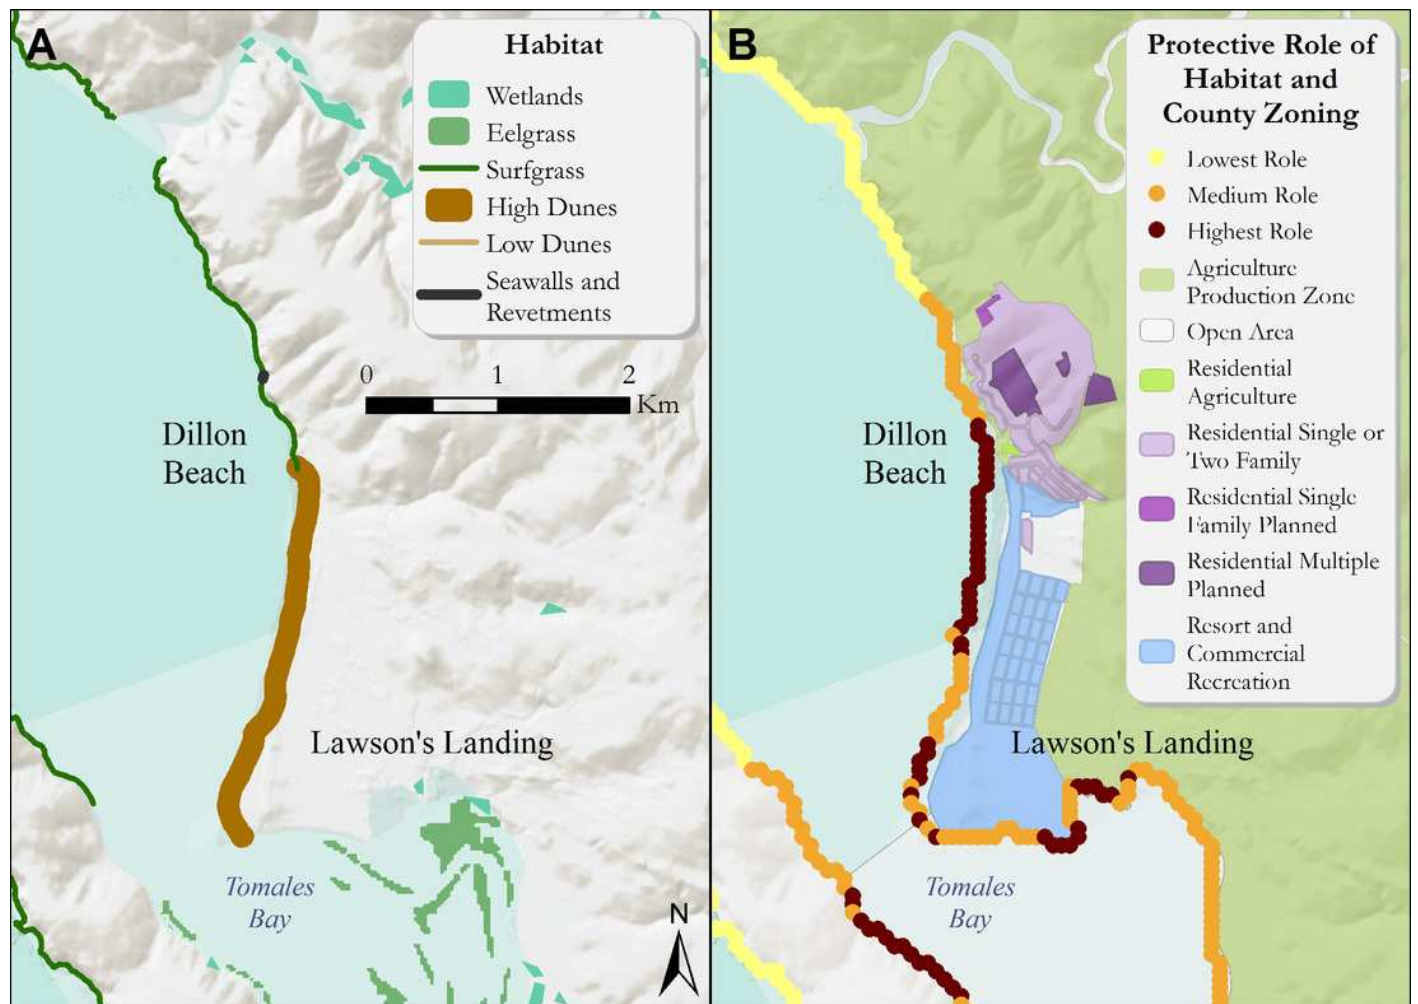 A
Habitat
Wetlands
Eelgrass
Surfgrass
High Dunes
Low Dunes
Seawalls and
Revetments
0 1 2
Km
Dillon
Beach
Lawson's Landing
Tomales
Bay
N
B
Protective Role of
Habitat and
County Zoning
Lowest Role
Medium Role
Highest Role
Agriculture
Production Zone
Open Area
Residential
Agriculture
Residential Single or
Two Family
Residential Single
Family Planned
Residential Multiple
Planned
Resort and
Commercial
Recreation
Dillon
Beach
Lawson's Landing
Tomales
Bay